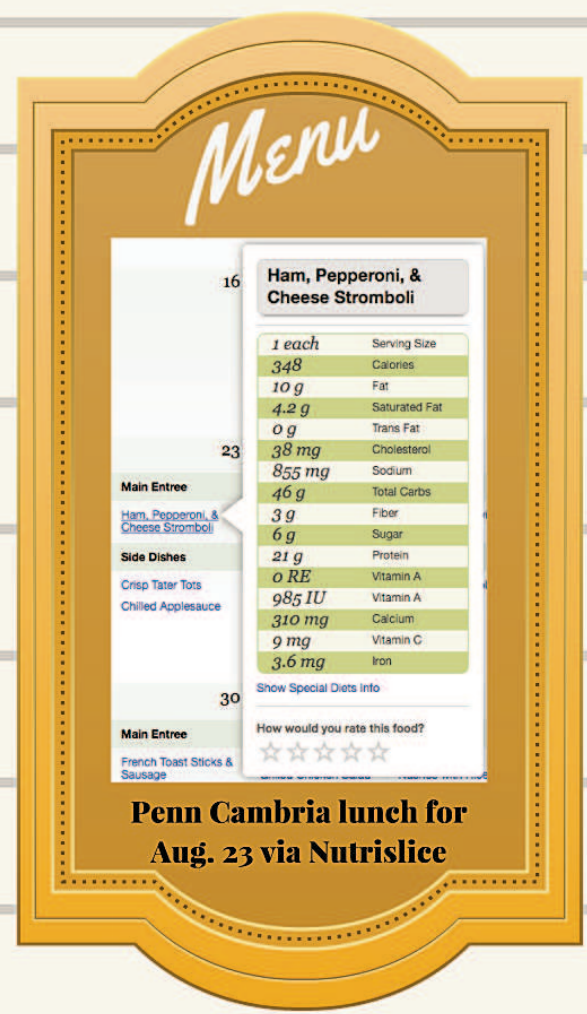 Menu
16
23
Main Entree
Ham, Pepperoni, &
Cheese Stromboli
Side Dishes
Crisp Tater Tots
Chilled Applesauce
30
Main Entree
French Toast Sticks &
Sausage
Ham, Pepperoni, &
Cheese Stromboli
1 each Serving Size
348 Calories
10 g Fat
4.2 g Saturated Fat
0 g Trans Fat
38 mg Cholesterol
855 mg Sodium
46 g Total Carbs
3 g Fiber
6 g Sugar
21 g Protein
0 RE Vitamin A
985 IU Vitamin A
310 mg Calcium
9 mg Vitamin C
3.6 mg Iron
Show Special Diets Info
How would you rate this food?
Penn Cambria lunch for
Aug. 23 via Nutrislice